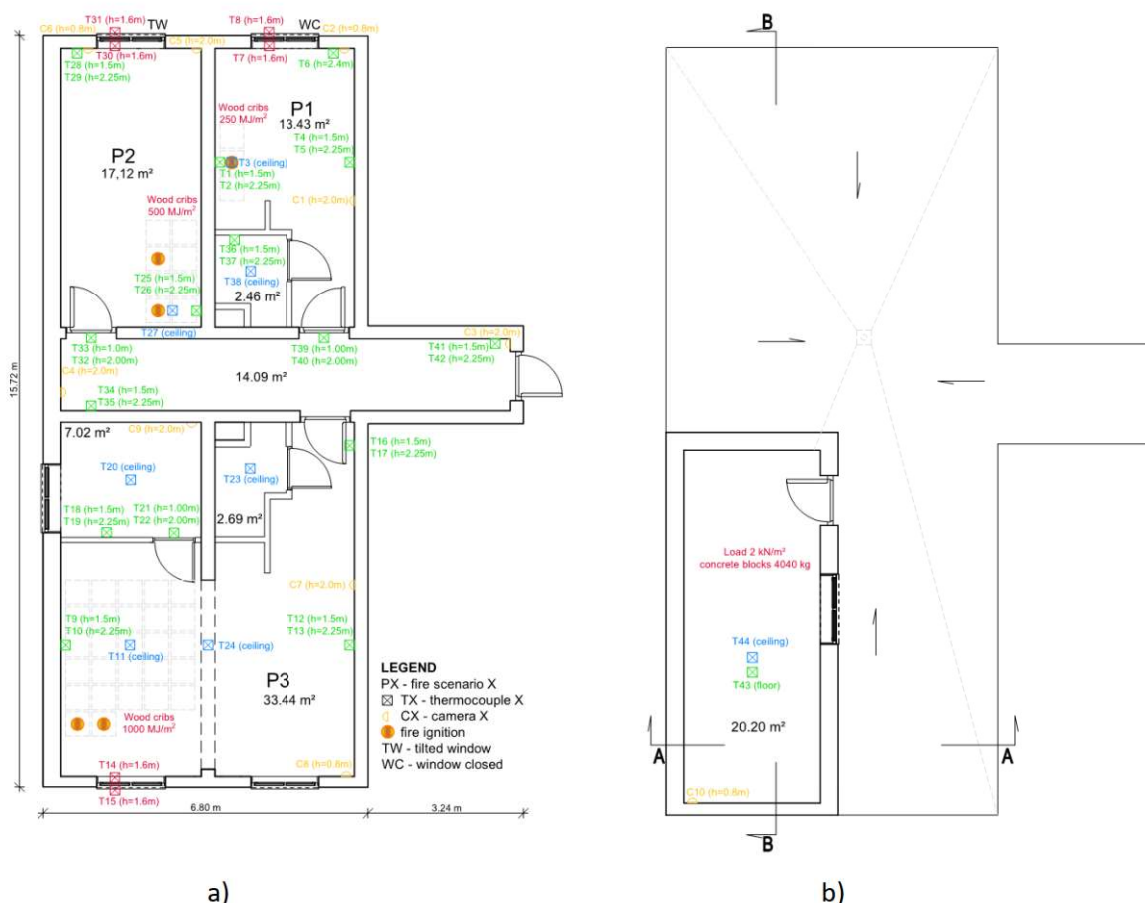 C6 (h=0.8m)
T31 (h=1.6m)
TW
T8 (h=1.6m)
WC
C2 (h=0.8m)
C5 (h=2.0m)
T30 (h=1.6m)
T7 (h=1.6m)
T28 (h=1.5m)
T29 (h=2.25m)
T6 (h=2.4m)
B
Wood cribs
250 MJ/m²
P1
13.43 m²
T4 (h=1.5m)
T5 (h=2.25m)
P2
17,12 m²
T3 (ceiling)
T1 (h=1.5m)
T2 (h=2.25m)
C1 (h=2.0m)
Wood cribs
500 MJ/m²
T36 (h=1.5m)
T37 (h=2.25m)
T38 (ceiling)
2.46 m²
T25 (h=1.5m)
T26 (h=2.25m)
T27 (ceiling)
T33 (h=1.0m)
T32 (h=2.00m)
T39 (h=1.00m)
T40 (h=2.00m)
C3 (h=2.0m)
T41 (h=1.5m)
T42 (h=2.25m)
C4 (h=2.0m)
14.09 m²
15.72 m
T34 (h=1.5m)
T35 (h=2.25m)
7.02 m²
C9 (h=2.0m)
T16 (h=1.5m)
T17 (h=2.25m)
T20 (ceiling)
T23 (ceiling)
T18 (h=1.5m)
T19 (h=2.25m)
T21 (h=1.00m)
T22 (h=2.00m)
2.69 m²
C7 (h=2.0m)
T9 (h=1.5m)
T10 (h=2.25m)
T12 (h=1.5m)
T13 (h=2.25m)
T11 (ceiling)
T24 (ceiling)
P3
33.44 m²
Wood cribs
1000 MJ/m²
LEGEND
PX - fire scenario X
TX - thermocouple X
CX - camera X
fire ignition
TW - tilted window
WC - window closed
C8 (h=0.8m)
T14 (h=1.6m)
T15 (h=1.6m)
6.80 m
3.24 m
Load 2 kN/m²
concrete blocks 4040 kg
T44 (ceiling)
T43 (floor)
20.20 m²
A
A
C10 (h=0.8m)
B
a)
b)